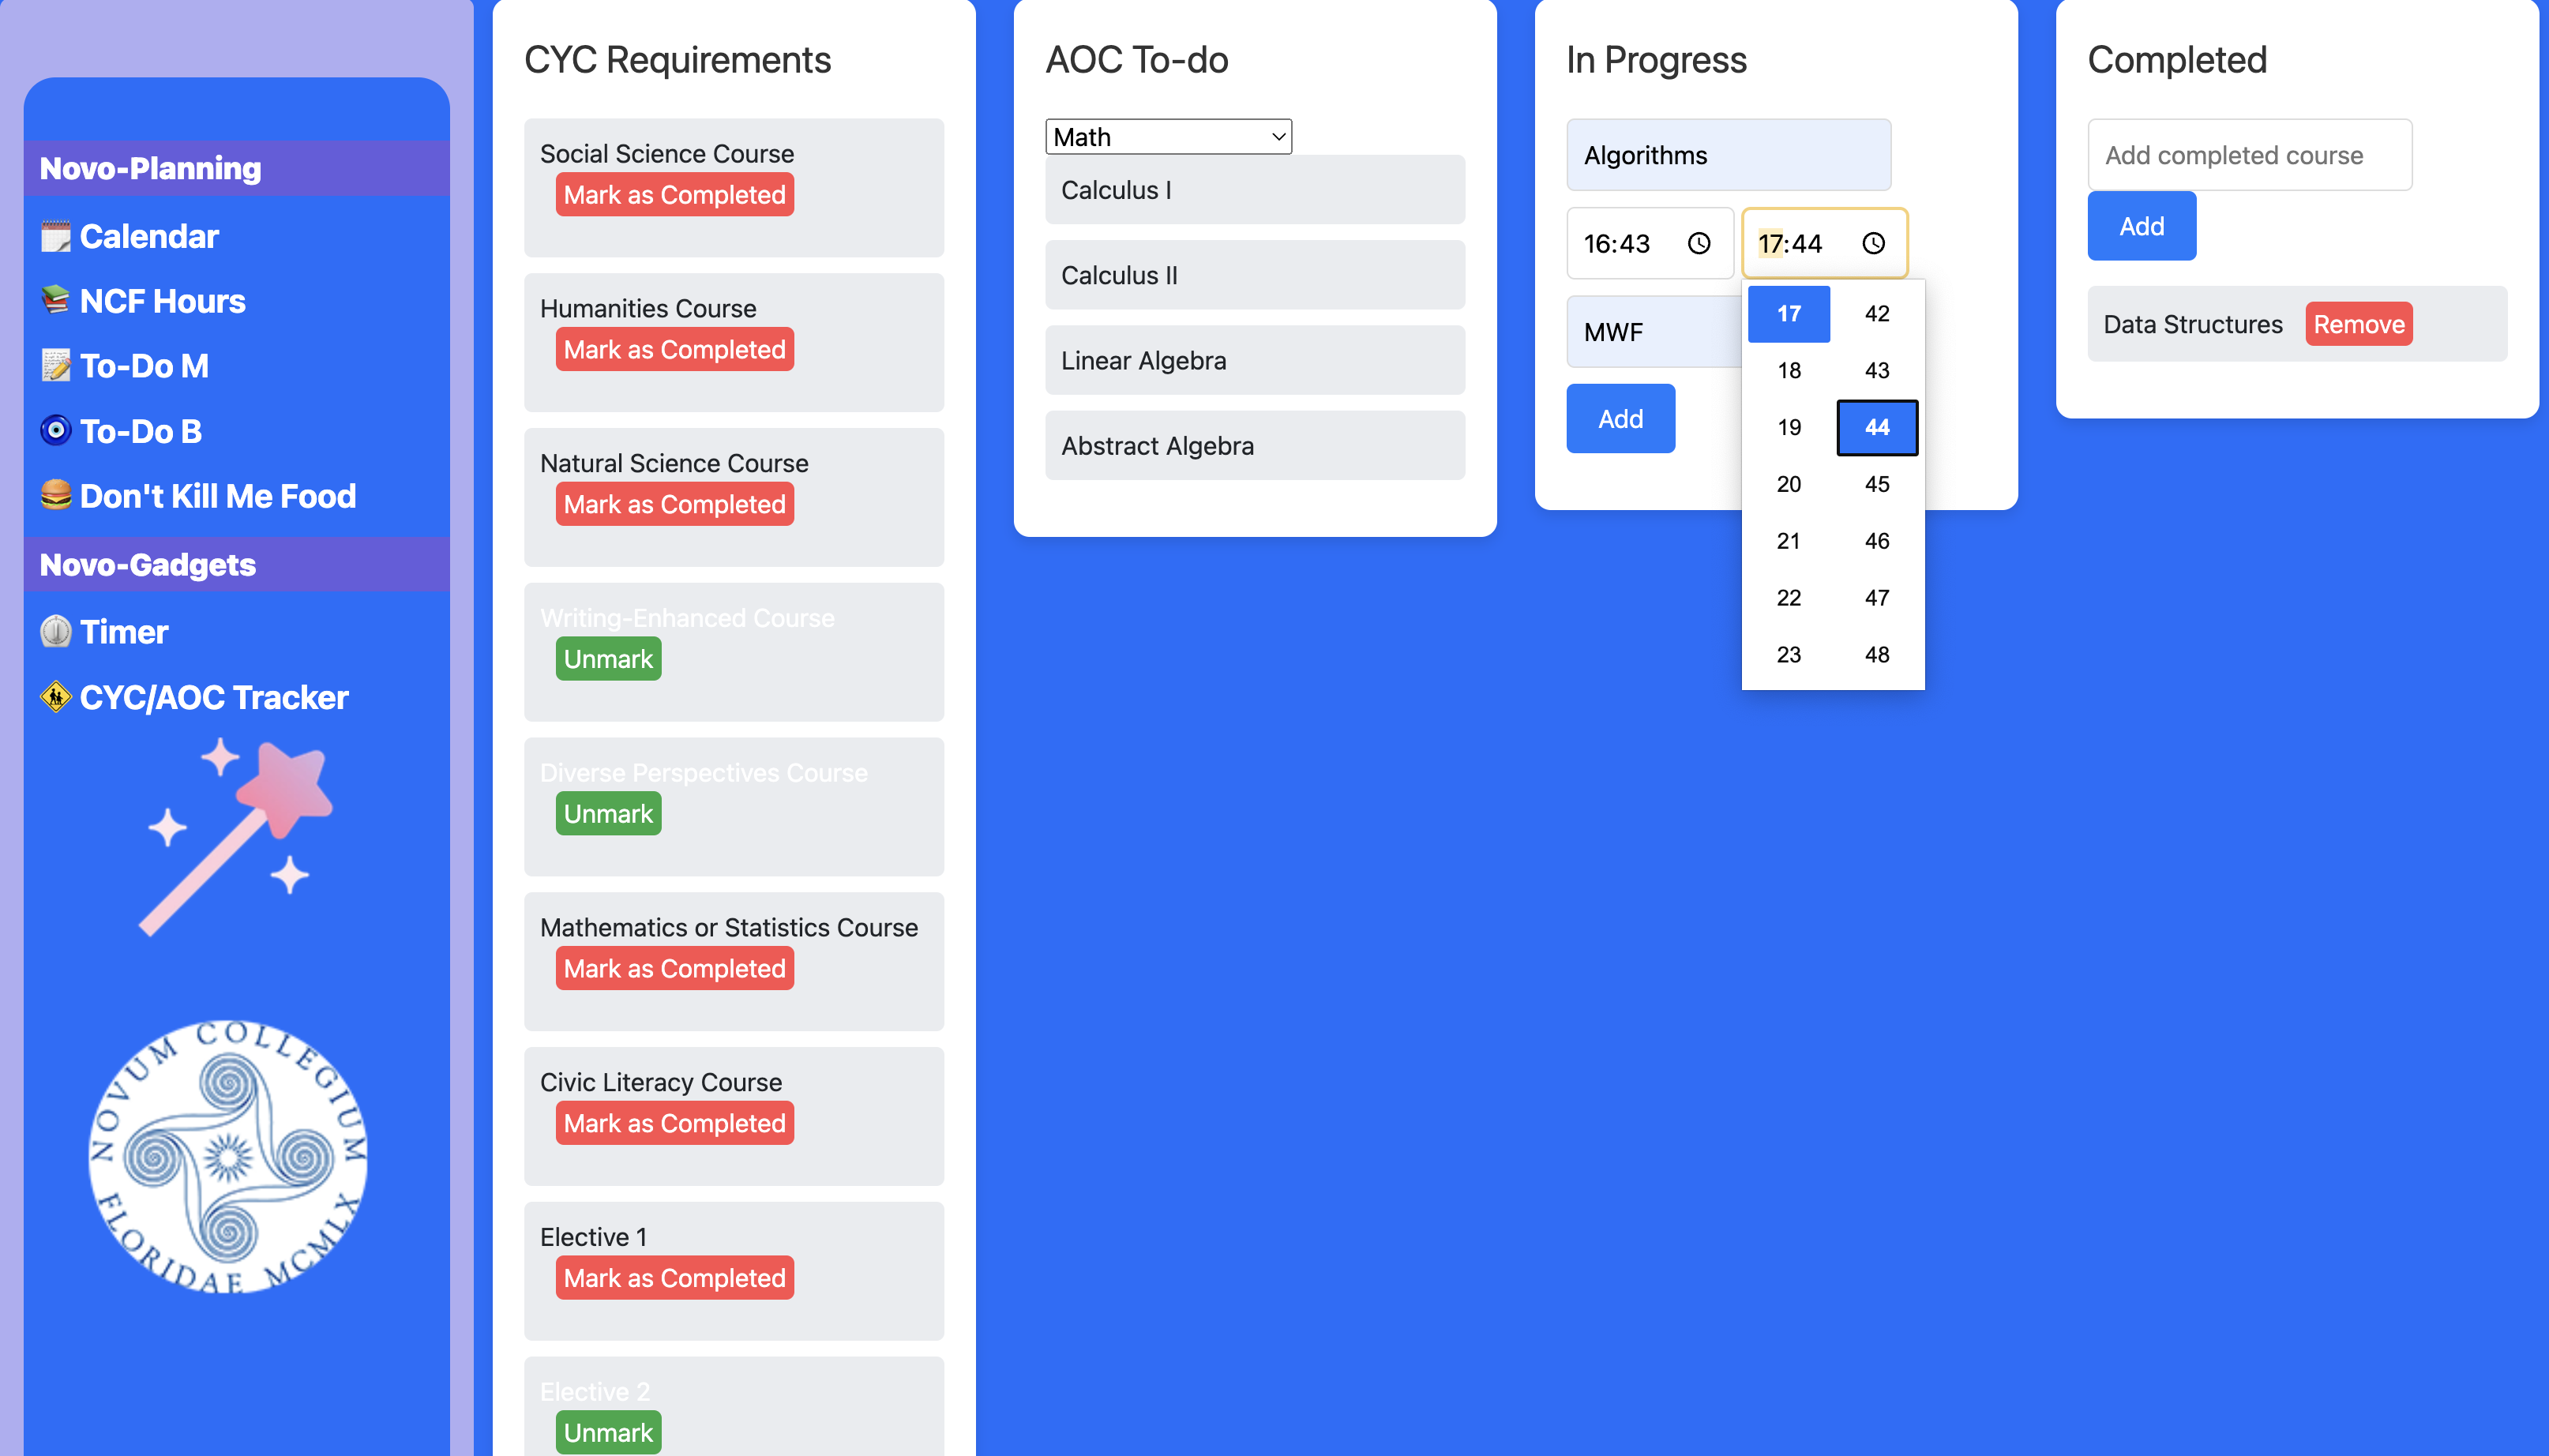 Novo-Planning
Calendar
NCF Hours
To-Do M
To-Do B
Don't Kill Me Food
Novo-Gadgets
Timer
CYC/AOC Tracker
NOVUM COLLEGIUM
FLORIDAE MCMLX
CYC Requirements
Social Science Course
Mark as Completed
Humanities Course
Mark as Completed
Natural Science Course
Mark as Completed
Writing-Enhanced Course
Unmark
Diverse Perspectives Course
Unmark
Mathematics or Statistics Course
Mark as Completed
Civic Literacy Course
Mark as Completed
Elective 1
Mark as Completed
Elective 2
Unmark
AOC To-do
Math
Calculus I
Calculus II
Linear Algebra
Abstract Algebra
In Progress
Algorithms
16:43 17:44
MWF
Add
17 42
18 43
19 44
20 45
21 46
22 47
23 48
Completed
Add completed course
Add
Data Structures Remove